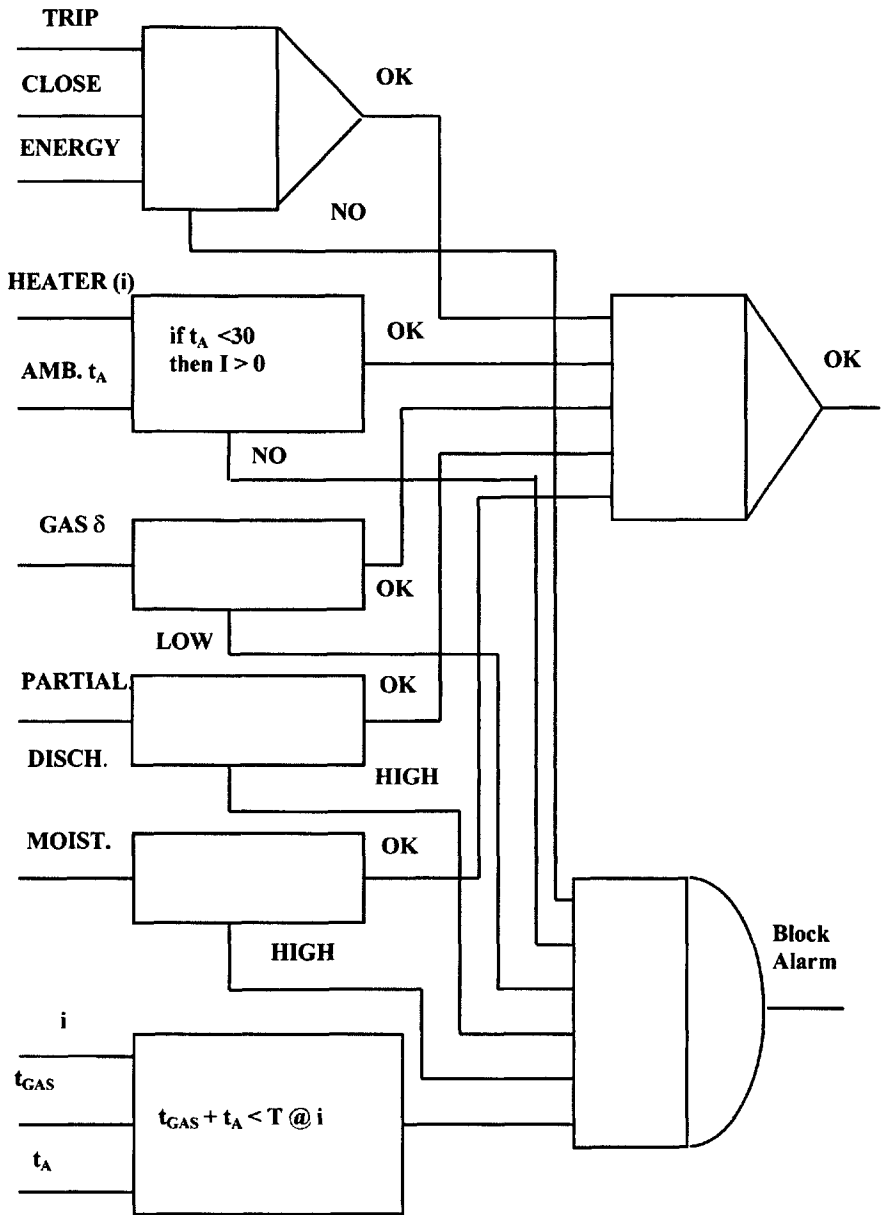 TRIP
OK
CLOSE
ENERGY
NO
HEATER (i)
if tA <30
then I > 0
OK
AMB. tA
OK
NO
GAS δ
OK
LOW
PARTIAL.
OK
DISCH.
HIGH
MOIST.
OK
HIGH
Block
Alarm
i
tGAS
tGAS + tA < T @ i
tA